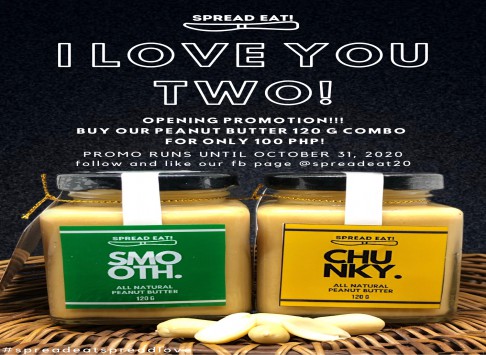 SPREAD EAT!
I LOVE YOU
TWO!
OPENING PROMOTION!!!
BUY OUR PEANUT BUTTER 120 G COMBO
FOR ONLY 100 PHP!
PROMO RUNS UNTIL OCTOBER 31, 2020
follow and like our fb page @spreadeat20
SPREAD EAT!
SMO
OTH.
ALL NATURAL
PEANUT BUTTER
120 G
SPREAD EAT!
CHU
NKY.
ALL NATURAL
PEANUT BUTTER
120 G
#spreadeatspreadlove